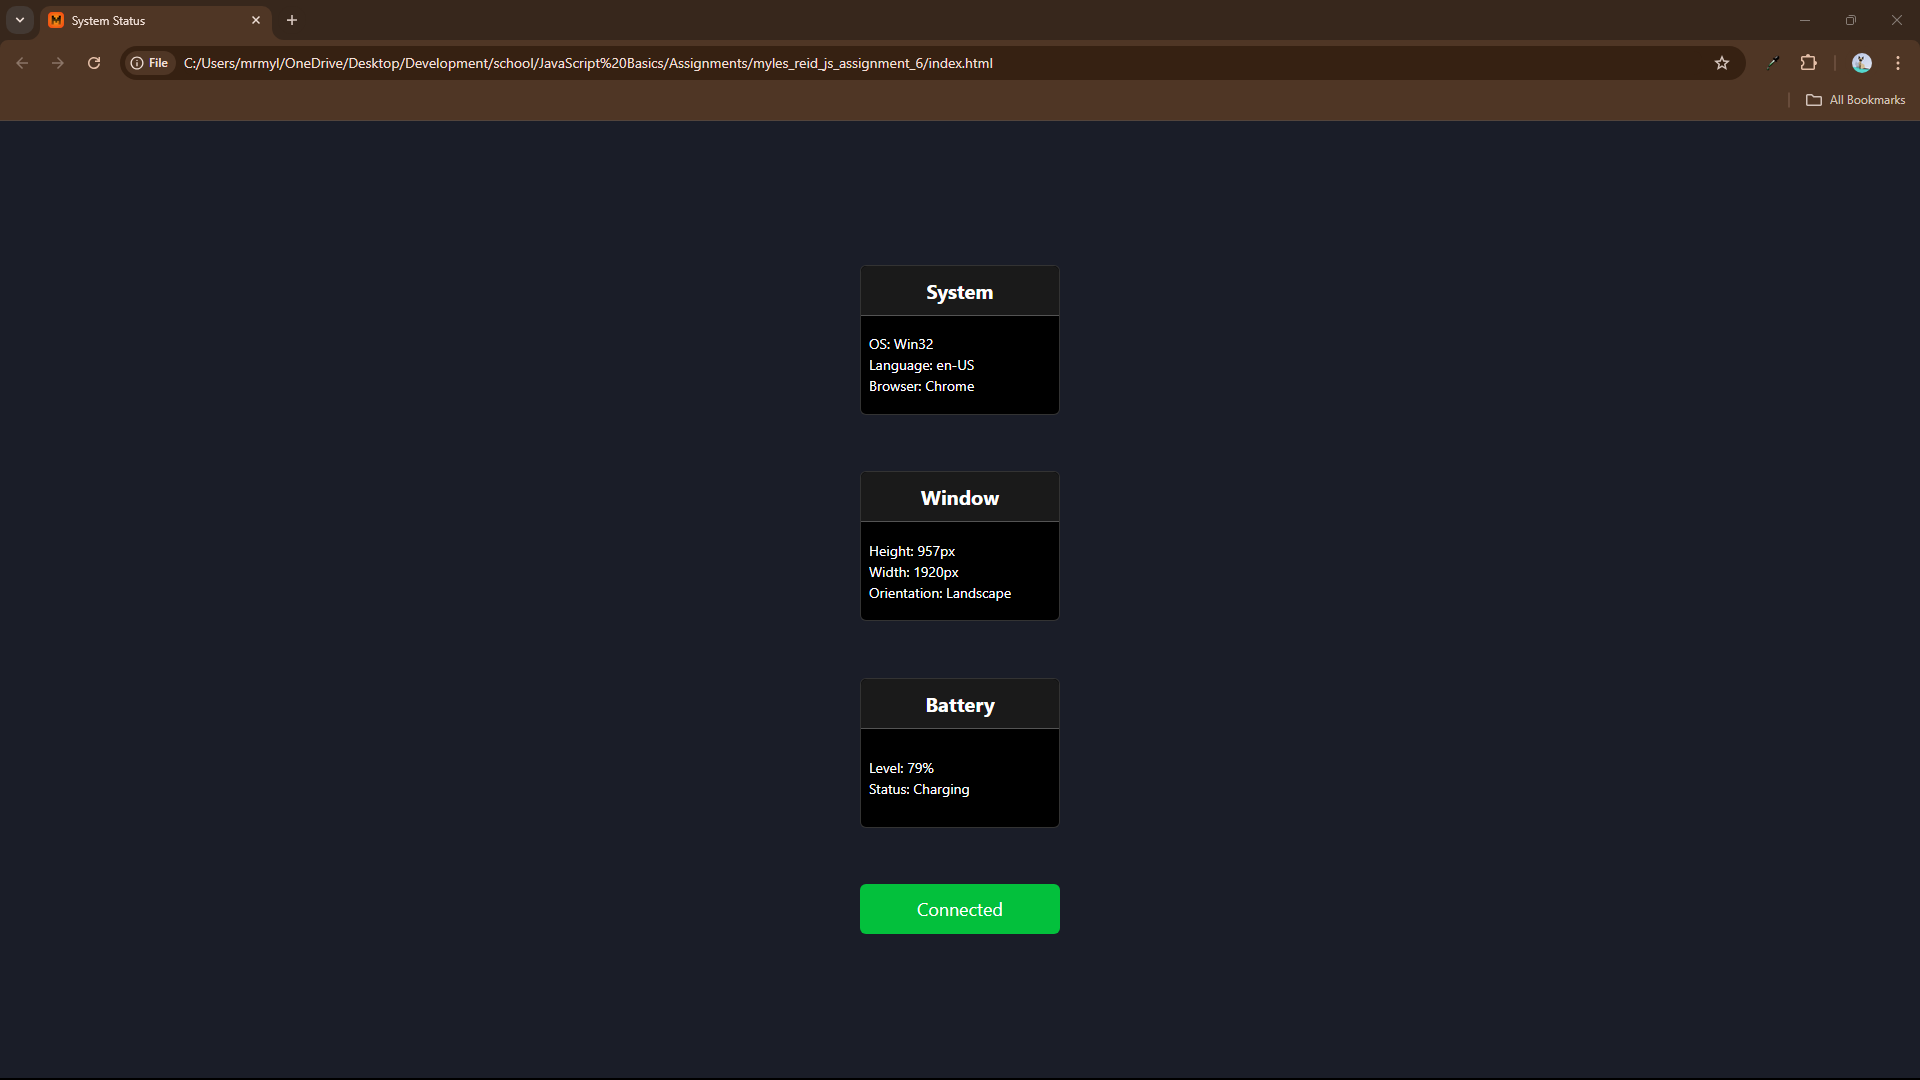 System Status
File
C:/Users/mrmyl/OneDrive/Desktop/Development/school/JavaScript%20Basics/Assignments/myles_reid_js_assignment_6/index.html
All Bookmarks
System
OS: Win32
Language: en-US
Browser: Chrome
Window
Height: 957px
Width: 1920px
Orientation: Landscape
Battery
Level: 79%
Status: Charging
Connected